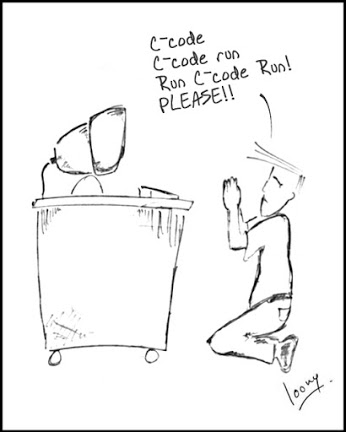 C-code
C-code run
Run C-code Run!
PLEASE!!
loony.